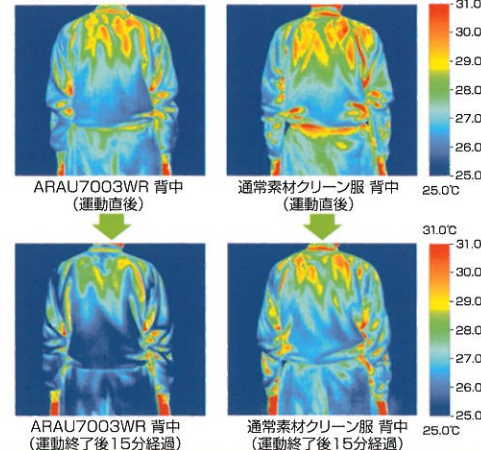 31.0
30.0
29.0
28.0
27.0
26.0
25.0
25.0℃
ARAU7003WR 背中
（運動直後）
通常素材クリーン服 背中
（運動直後）
31.0℃
31.0
30.0
29.0
28.0
27.0
26.0
25.0
25.0℃
ARAU7003WR 背中
（運動終了後15分経過）
通常素材クリーン服 背中
（運動終了後15分経過）